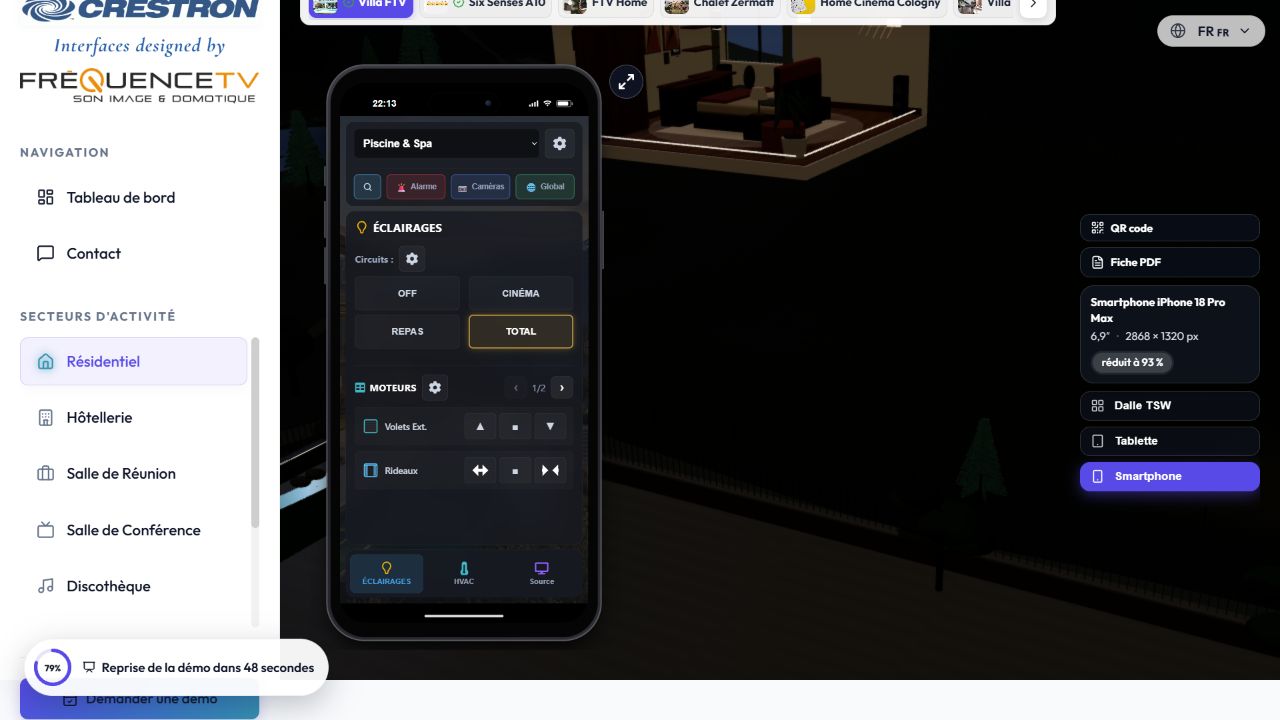 CRESTRON
Interfaces designed by
FRÉQUENCETV
SON IMAGE & DOMOTIQUE
NAVIGATION
Tableau de bord
Contact
SECTEURS D'ACTIVITÉ
Résidentiel
Hôtellerie
Salle de Réunion
Salle de Conférence
Discothèque
79%
Reprise de la démo dans 48 secondes
Demander une démo
Villa FTV
Six Senses A10
FTV Home
Chalet Zermatt
Home Cinéma Cologny
Villa
FR FR
22:13
Piscine & Spa
Alarme
Caméras
Global
ÉCLAIRAGES
Circuits :
OFF
CINÉMA
REPAS
TOTAL
MOTEURS
1/2
Volets Ext.
Rideaux
ÉCLAIRAGES
HVAC
Source
QR code
Fiche PDF
Smartphone iPhone 18 Pro
Max
6,9" · 2868 × 1320 px
réduit à 93 %
Dalle TSW
Tablette
Smartphone